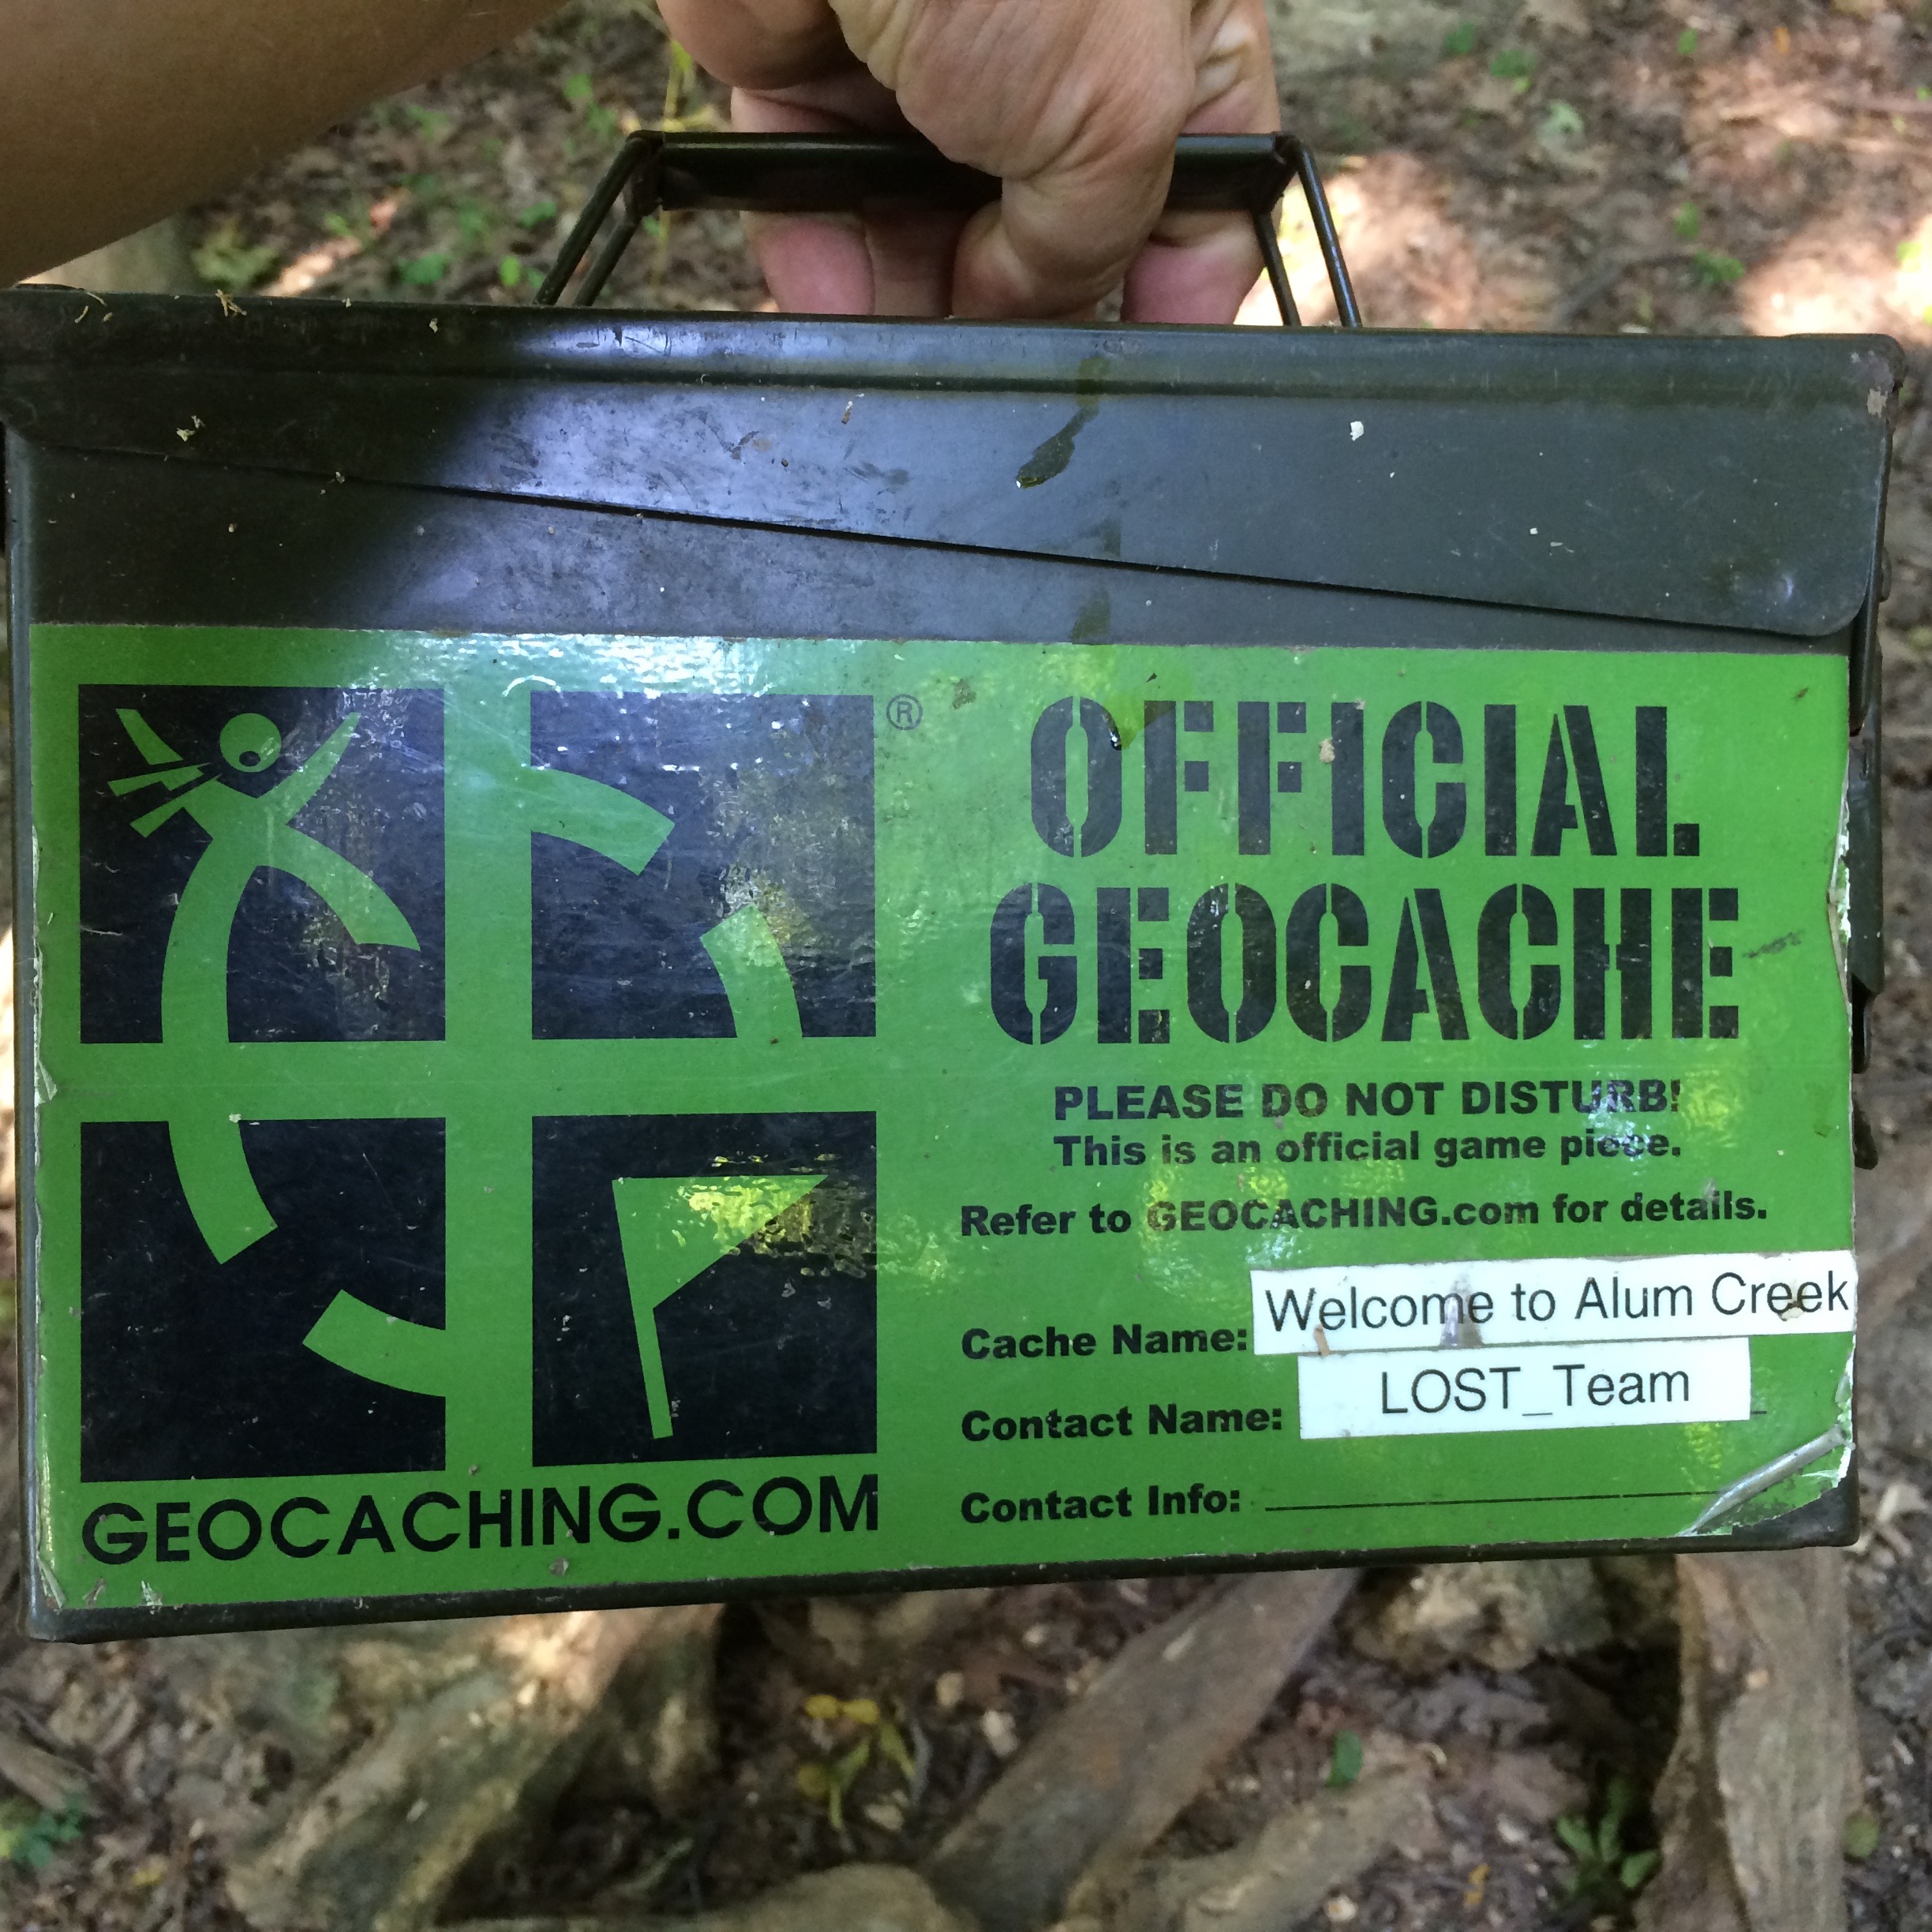 ®
OFFICIAL
GEOCACHE
PLEASE DO NOT DISTURB!
This is an official game piece.
Refer to GEOCACHING.com for details.
Cache Name: Welcome to Alum Creek
Contact Name: LOST_Team
Contact Info:
GEOCACHING.COM